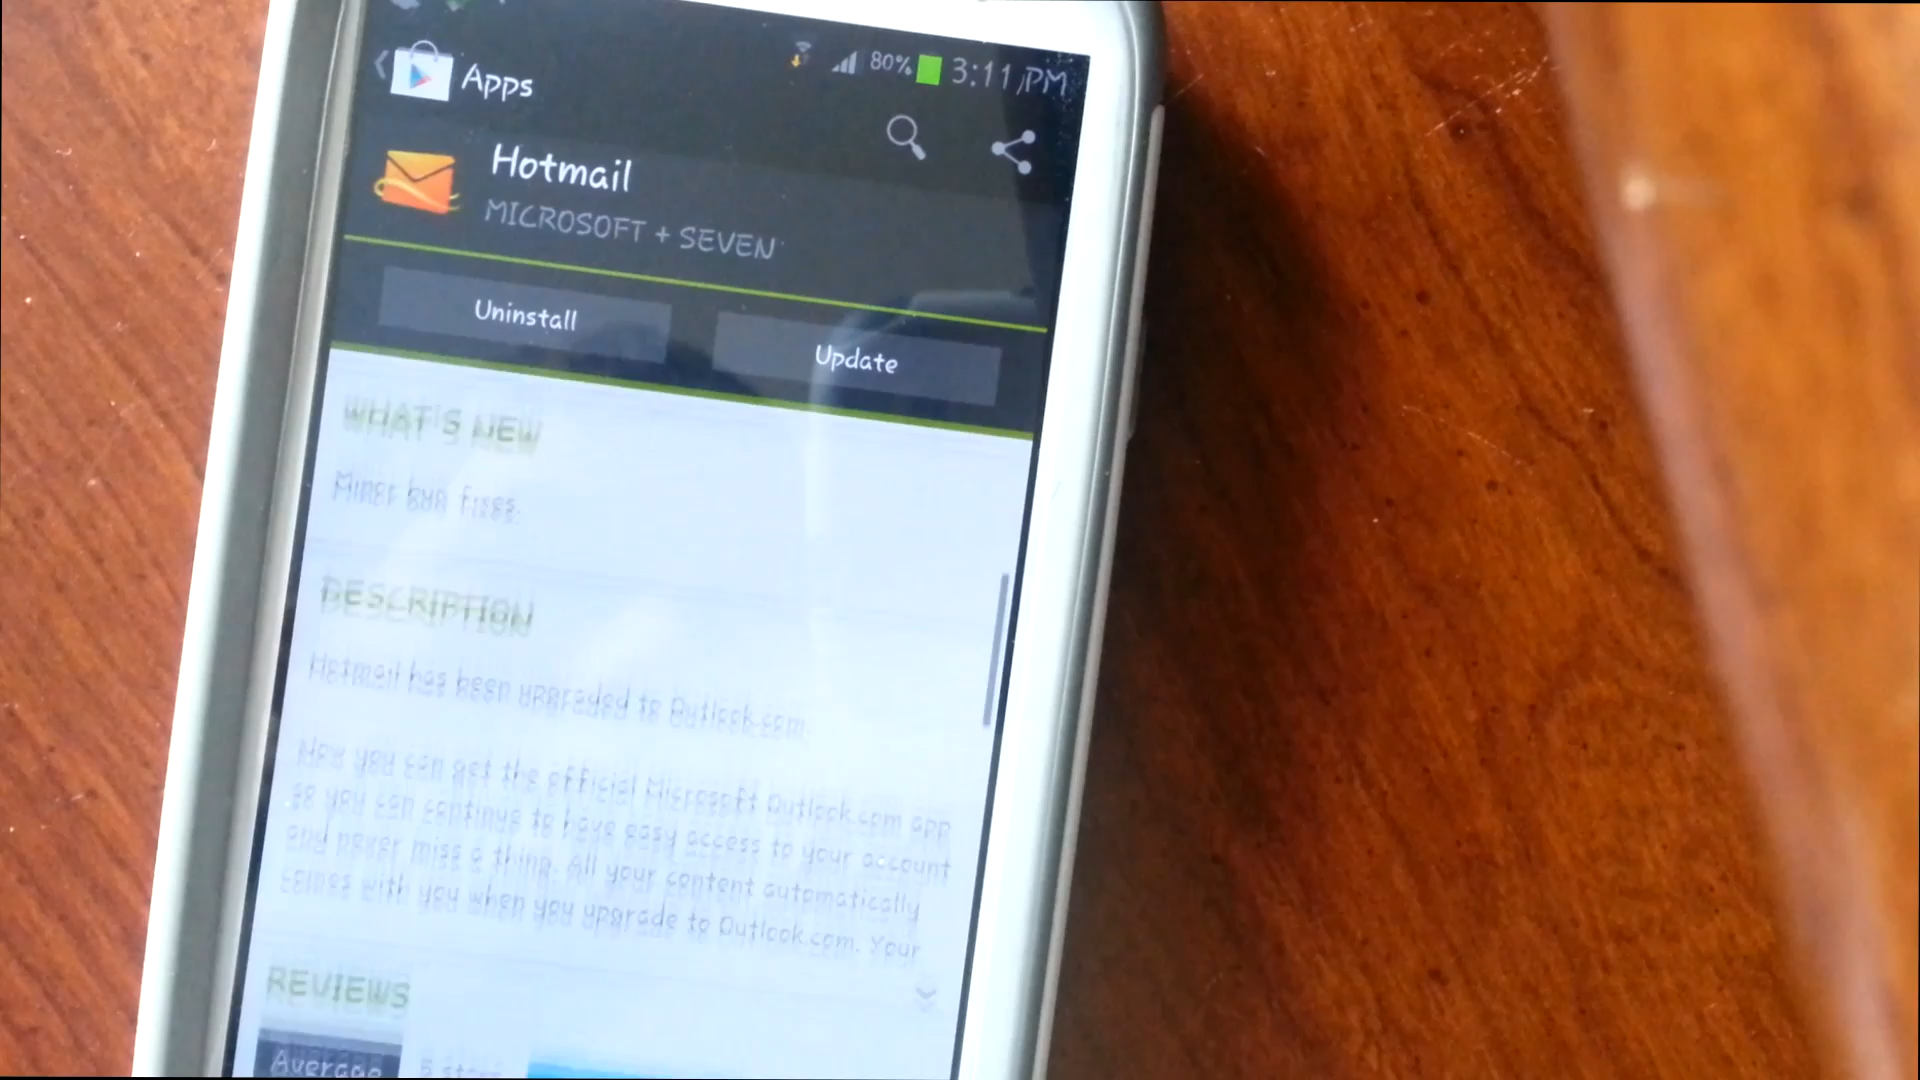 80% 3:11 PM
Apps
Hotmail
MICROSOFT + SEVEN
Uninstall
Update
WHAT'S NEW
Minor bug fixes.
DESCRIPTION
Hotmail has been upgraded to Outlook.com.
Now you can get the official Microsoft Outlook.com app
so you can continue to have easy access to your account
and never miss a thing. All your content automatically
comes with you when you upgrade to Outlook.com. Your
REVIEWS
Average
5 stars